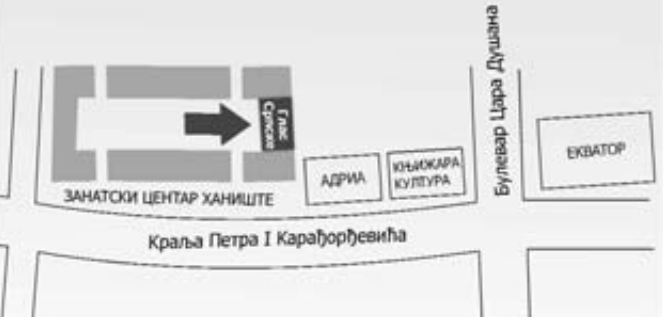 Глас
Српске
Булевар Цара Душана
ЕКВАТОР
АДРИА
КЊИЖАРА
КУЛТУРА
ЗАНАТСКИ ЦЕНТАР ХАНИШТЕ
Краља Петра I Карађорђевића